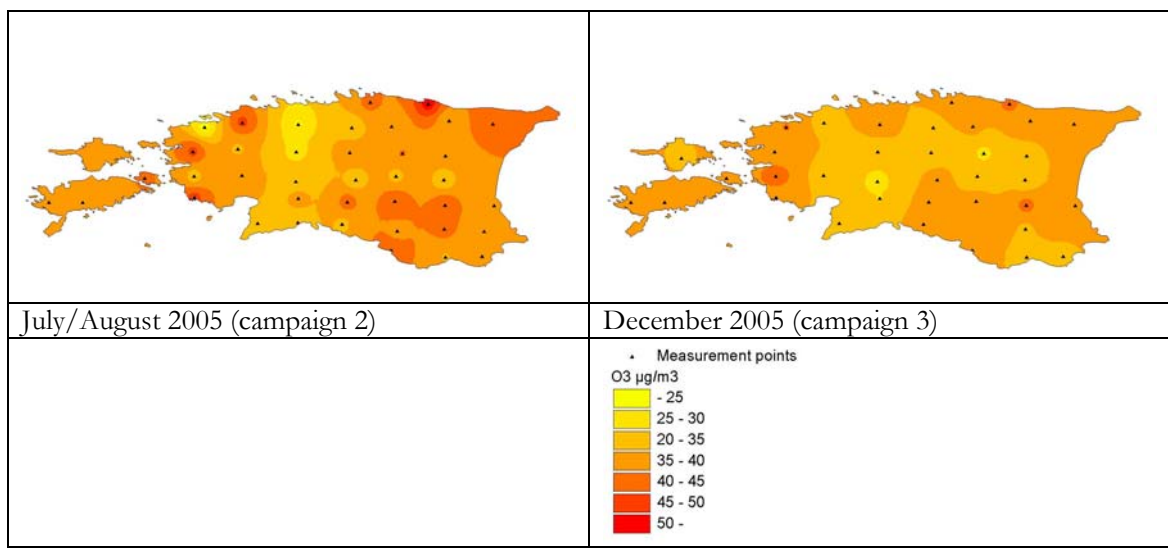 July/August 2005 (campaign 2)
December 2005 (campaign 3)
Measurement points
O3 µg/m3
- 25
25 - 30
20 - 35
35 - 40
40 - 45
45 - 50
50 -